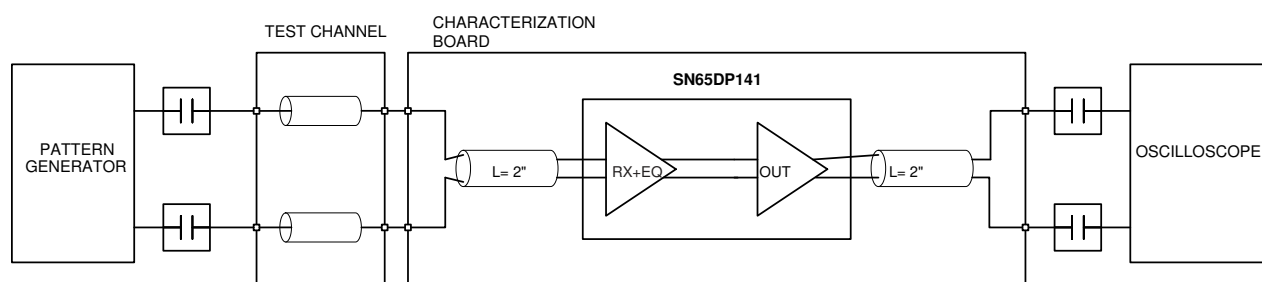 TEST CHANNEL
CHARACTERIZATION
BOARD
SN65DP141
PATTERN
GENERATOR
L= 2"
RX+EQ
OUT
L= 2"
OSCILLOSCOPE